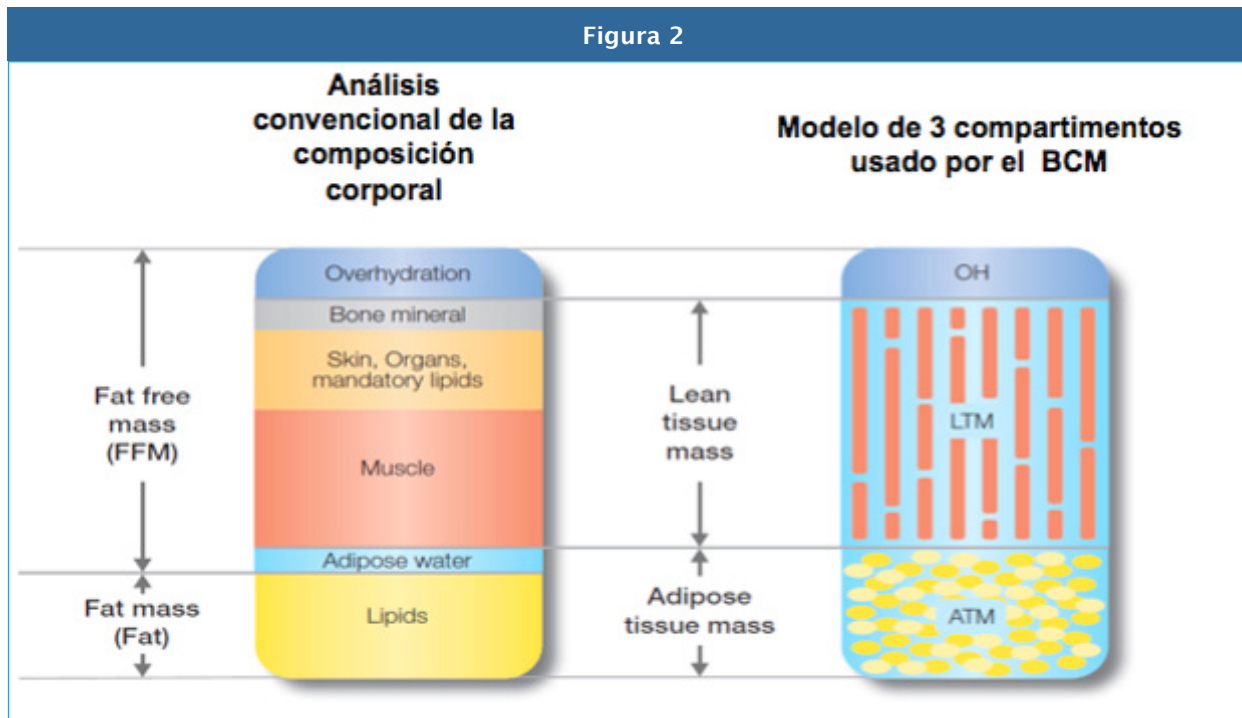 Figura 2
Análisis
convencional de la
composición
corporal
Modelo de 3 compartimentos
usado por el BCM
Fat free
mass
(FFM)
Fat mass
(Fat)
Overhydration
Bone mineral
Skin, Organs,
mandatory lipids
Muscle
Adipose water
Lipids
Lean
tissue
mass
Adipose
tissue mass
OH
LTM
ATM